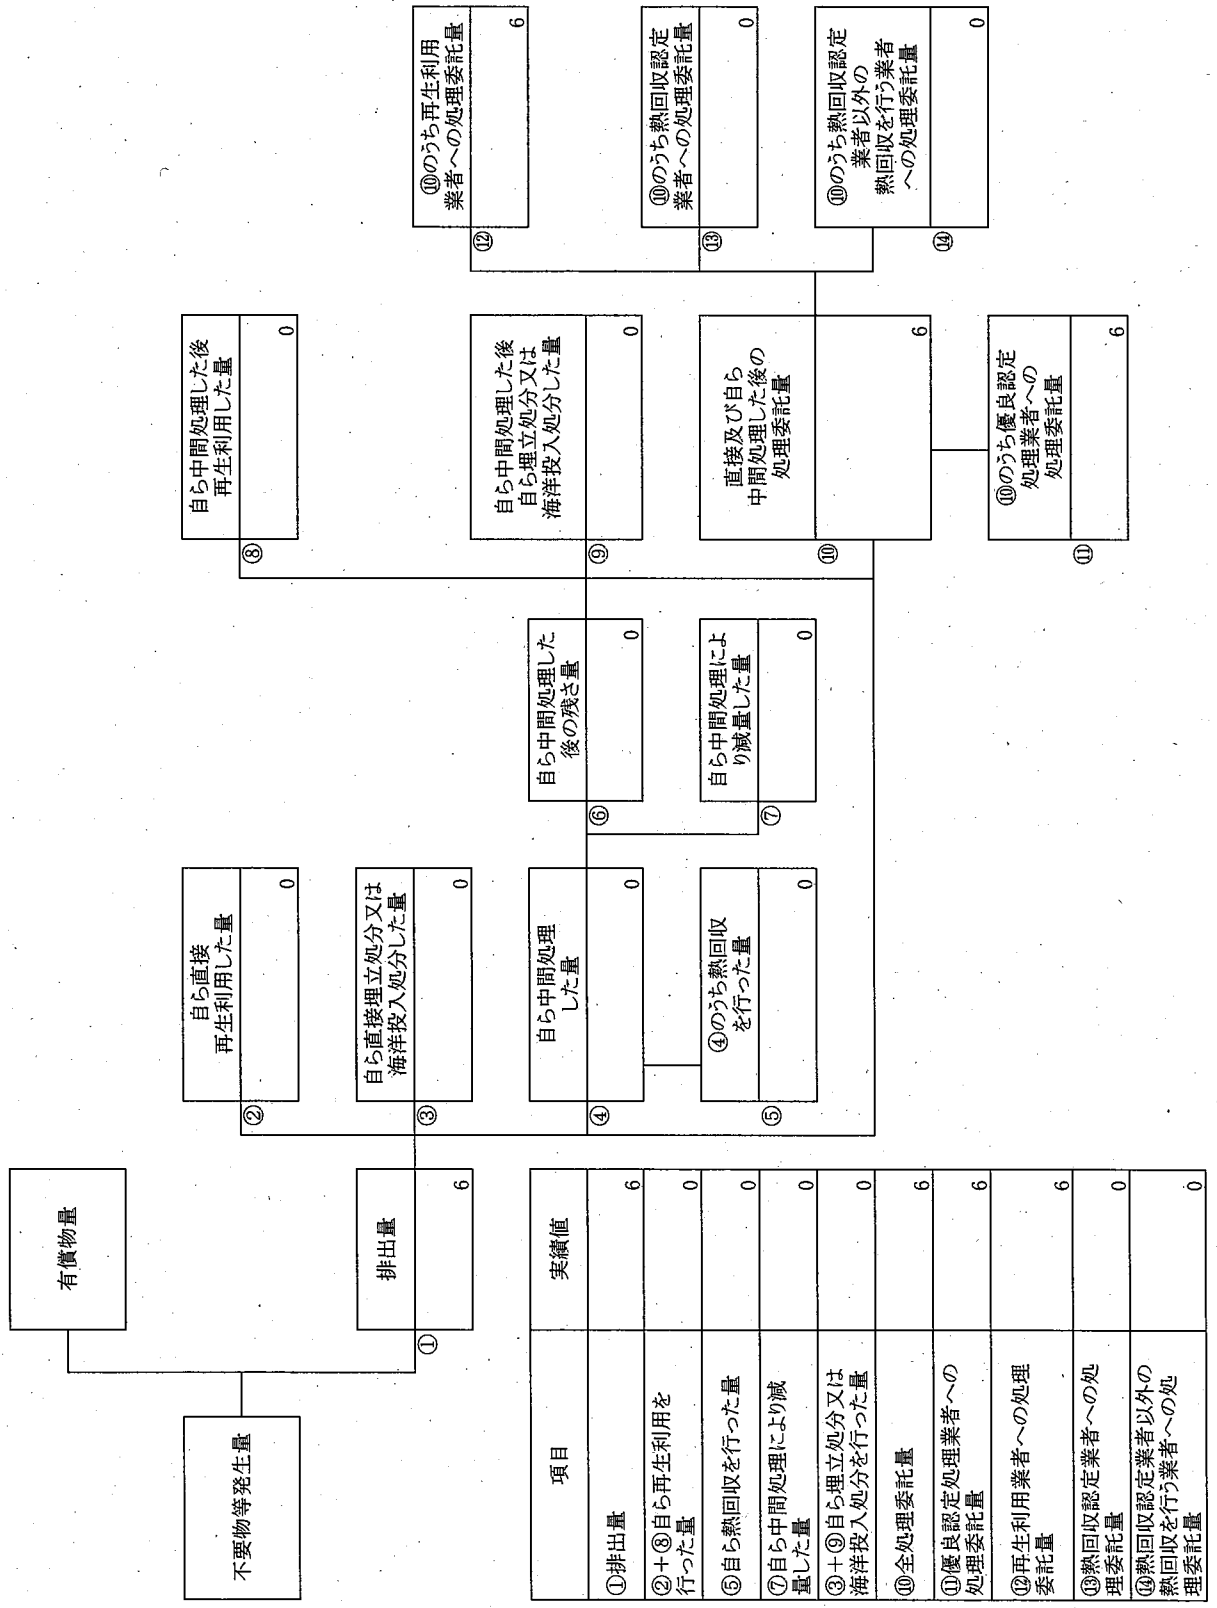 不要物等発生量
有償物量
①
排出量
6
②
自ら直接
再生利用した量
0
③
自ら直接埋立処分又は
海洋投入処分した量
0
④
自ら中間処理
した量
0
⑤
④のうち熱回収
を行った量
0
⑥
自ら中間処理した
後の残さ量
0
⑦
自ら中間処理によ
り減量した量
0
⑧
自ら中間処理した後
再生利用した量
0
⑨
自ら中間処理した後
自ら埋立処分又は
海洋投入処分した量
0
⑩
直接及び自ら
中間処理した後の
処理委託量
6
⑪
⑩のうち優良認定
処理業者への
処理委託量
6
⑫
⑩のうち再生利用
業者への処理委託量
6
⑬
⑩のうち熱回収認定
業者への処理委託量
0
⑭
⑩のうち熱回収認定
業者以外の
熱回収を行う業者
への処理委託量
0
項目
実績値
①排出量
6
②+⑧自ら再生利用を
行った量
0
⑤自ら熱回収を行った量
0
⑦自ら中間処理により減
量した量
0
③+⑨自ら埋立処分又は
海洋投入処分を行った量
0
⑩全処理委託量
6
⑪優良認定処理業者への
処理委託量
6
⑫再生利用業者への処理
委託量
6
⑬熱回収認定業者への処
理委託量
0
⑭熱回収認定業者以外の
熱回収を行う業者への処
理委託量
0